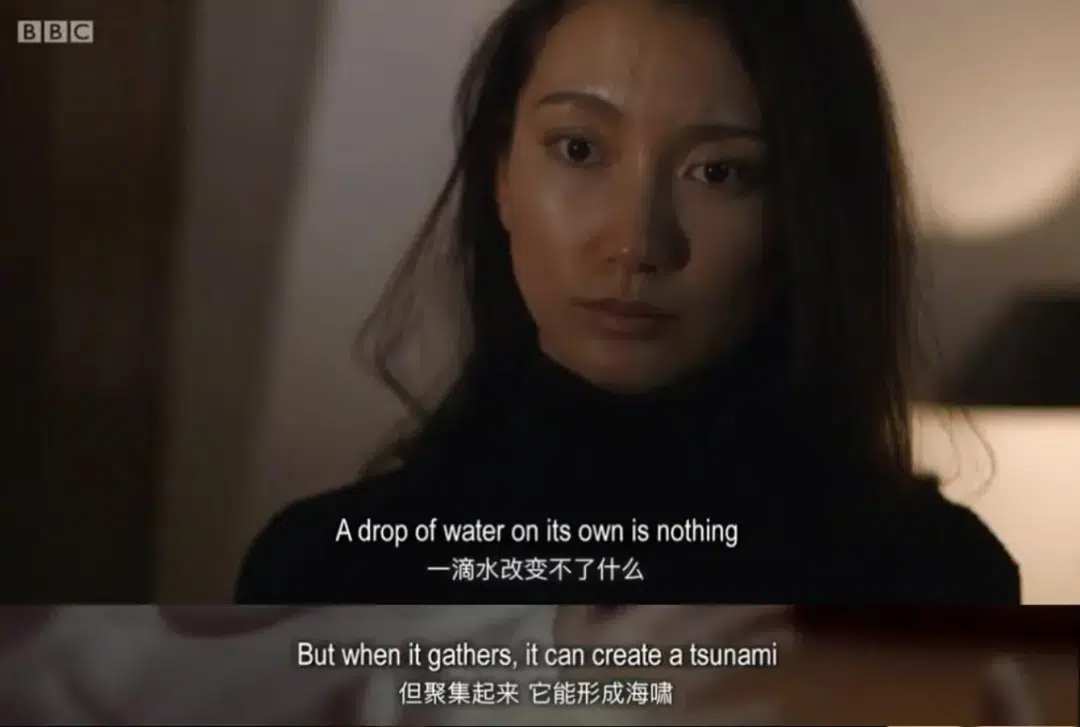 BBC
A drop of water on its own is nothing
一滴水改变不了什么
But when it gathers, it can create a tsunami
但聚集起来 它能形成海啸